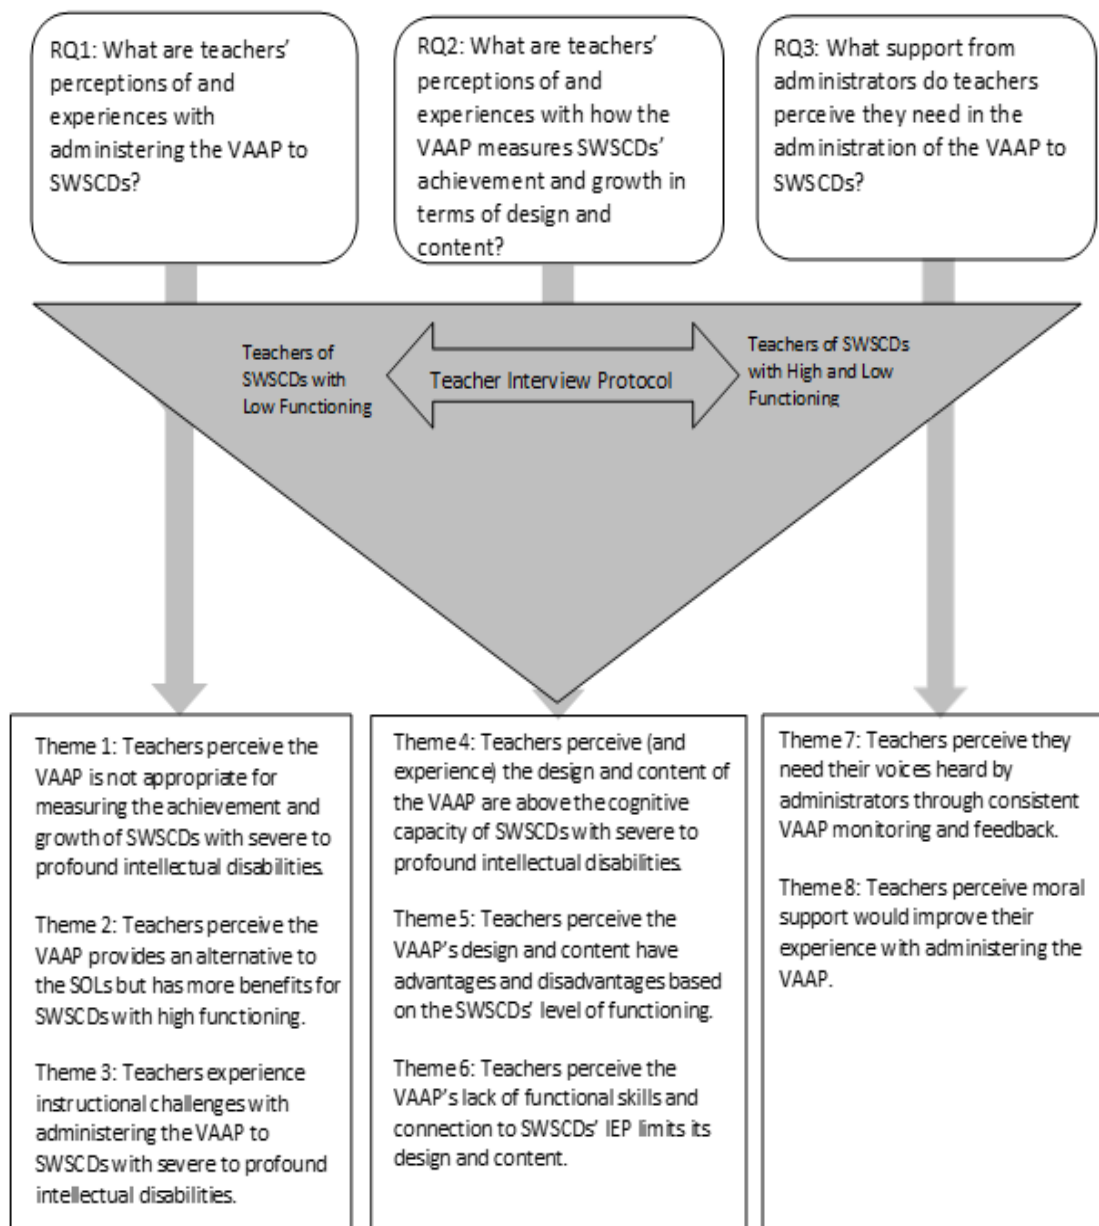 RQ1: What are teachers’
perceptions of and
experiences with
administering the VAAP to
SWSCDs?
RQ2: What are teachers’
perceptions of and
experiences with how the
VAAP measures SWSCDs’
achievement and growth in
terms of design and
content?
RQ3: What support from
administrators do teachers
perceive they need in the
administration of the VAAP to
SWSCDs?
Teachers of
SWSCDs with
Low Functioning
Teacher Interview Protocol
Teachers of SWSCDs
with High and Low
Functioning
Theme 1: Teachers perceive the
VAAP is not appropriate for
measuring the achievement and
growth of SWSCDs with severe to
profound intellectual disabilities.
Theme 2: Teachers perceive the
VAAP provides an alternative to
the SOLs but has more benefits for
SWSCDs with high functioning.
Theme 3: Teachers experience
instructional challenges with
administering the VAAP to
SWSCDs with severe to profound
intellectual disabilities.
Theme 4: Teachers perceive (and
experience) the design and content of
the VAAP are above the cognitive
capacity of SWSCDs with severe to
profound intellectual disabilities.
Theme 5: Teachers perceive the
VAAP’s design and content have
advantages and disadvantages based
on the SWSCDs’ level of functioning.
Theme 6: Teachers perceive the
VAAP’s lack of functional skills and
connection to SWSCDs’ IEP limits its
design and content.
Theme 7: Teachers perceive they
need their voices heard by
administrators through consistent
VAAP monitoring and feedback.
Theme 8: Teachers perceive moral
support would improve their
experience with administering the
VAAP.